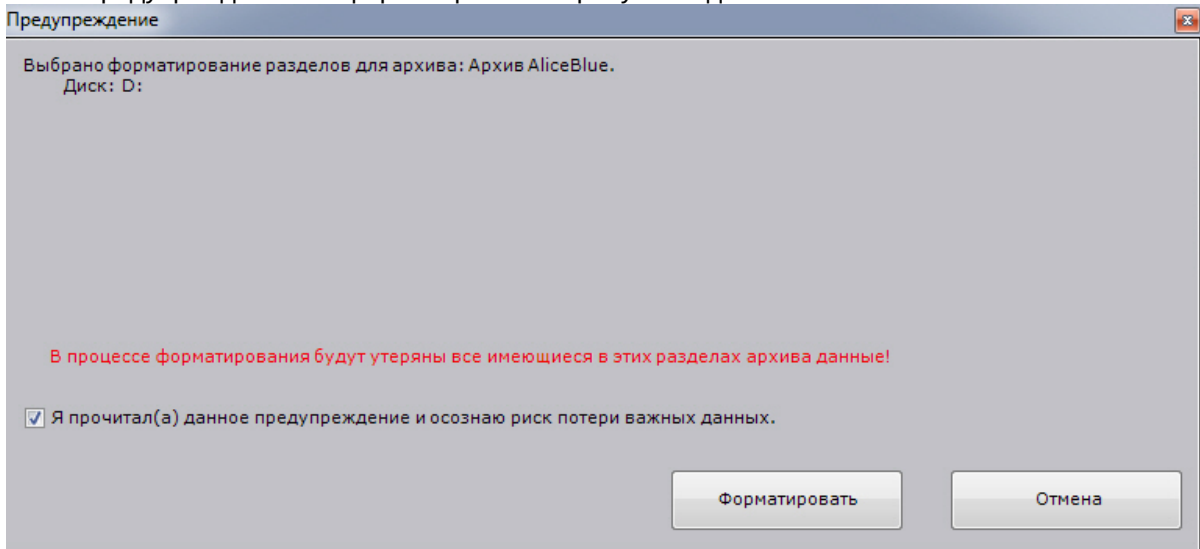 Предупреждение
Выбрано форматирование разделов для архива: Архив AliceBlue.
Диск: D:
В процессе форматирования будут утеряны все имеющиеся в этих разделах архива данные!
Я прочитал(а) данное предупреждение и осознаю риск потери важных данных.
Форматировать
Отмена